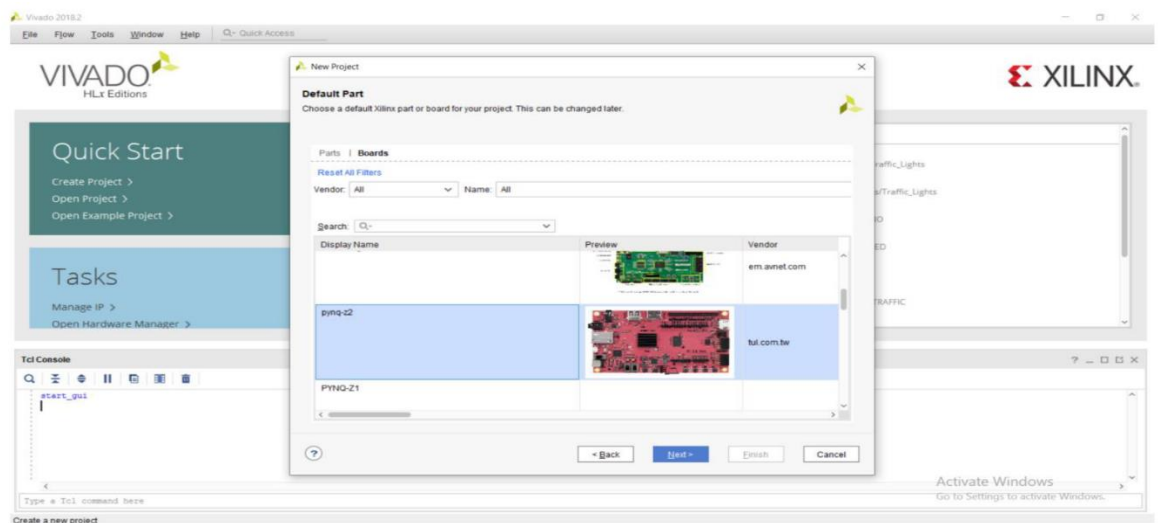 Vivado 2018.2
File Flow Tools Window Help Quick Access
VIVADO
HLx Editions
XILINX
Quick Start
Create Project >
Open Project >
Open Example Project >
Tasks
Manage IP >
Open Hardware Manager >
New Project
Default Part
Choose a default Xilinx part or board for your project. This can be changed later.
Parts | Boards
Reset All Filters
Vendor: All Name: All
Search:
Display Name Preview Vendor
em.avnet.com
pynq-z2 tul.com.tw
PYNQ-Z1
? < Back Next > Finish Cancel
raffic_Lights
s/Traffic_Lights
ED
TRAFFIC
Tcl Console
start_gui
Type a Tcl command here
Activate Windows
Go to Settings to activate Windows.
Create a new project